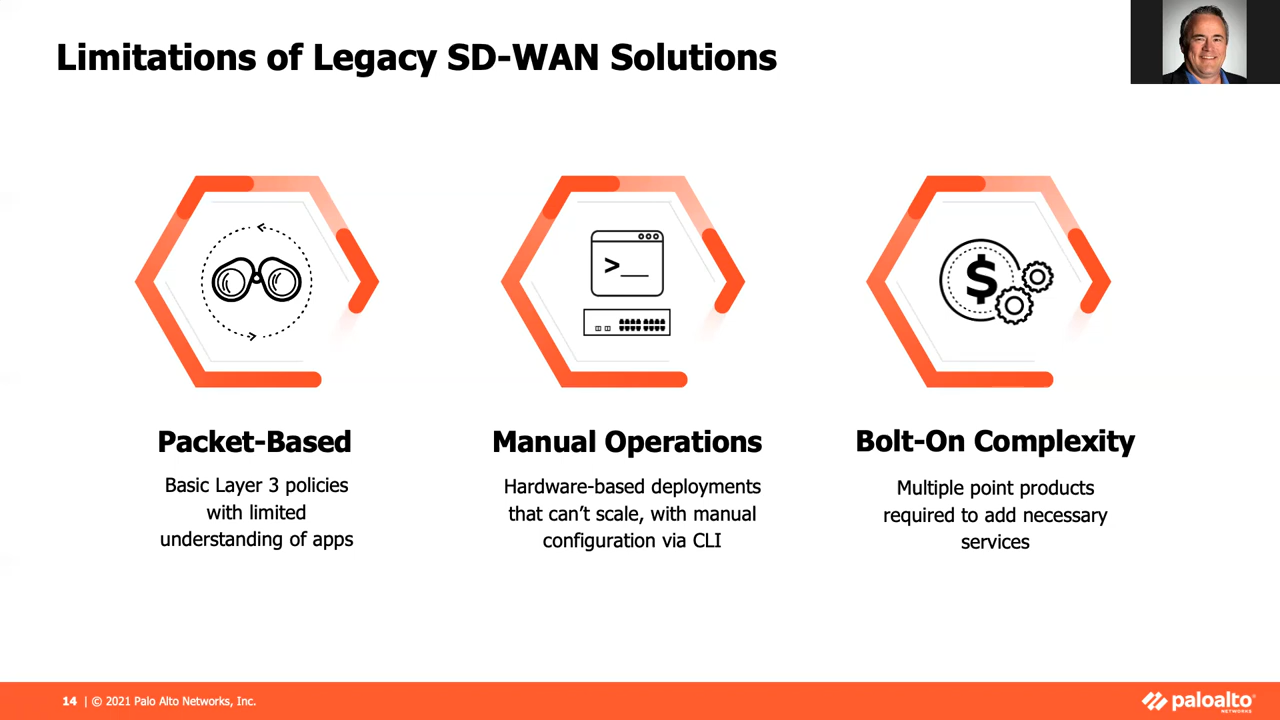 Limitations of Legacy SD-WAN Solutions
$
>__
Packet-Based
Basic Layer 3 policies
with limited
understanding of apps
Manual Operations
Hardware-based deployments
that can’t scale, with manual
configuration via CLI
Bolt-On Complexity
Multiple point products
required to add necessary
services
14 | © 2021 Palo Alto Networks, Inc.
paloalto
NETWORKS